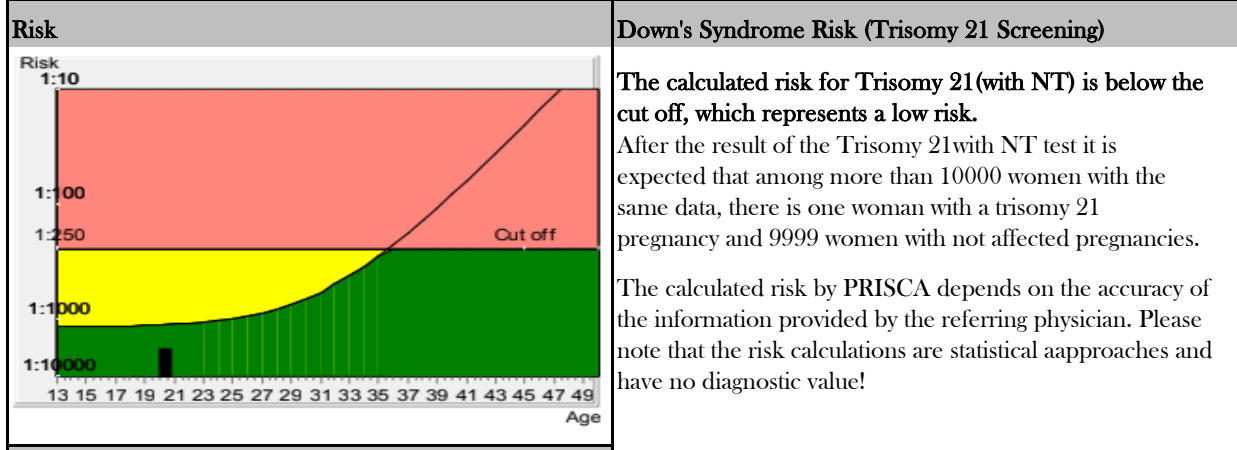 Risk
Risk
1:10
1:100
1:250
Cut off
1:1000
1:10000
13 15 17 19 21 23 25 27 29 31 33 35 37 39 41 43 45 47 49
Age
Down's Syndrome Risk (Trisomy 21 Screening)
The calculated risk for Trisomy 21(with NT) is below the
cut off, which represents a low risk.
After the result of the Trisomy 21with NT test it is
expected that among more than 10000 women with the
same data, there is one woman with a trisomy 21
pregnancy and 9999 women with not affected pregnancies.
The calculated risk by PRISCA depends on the accuracy of
the information provided by the referring physician. Please
note that the risk calculations are statistical aapproaches and
have no diagnostic value!